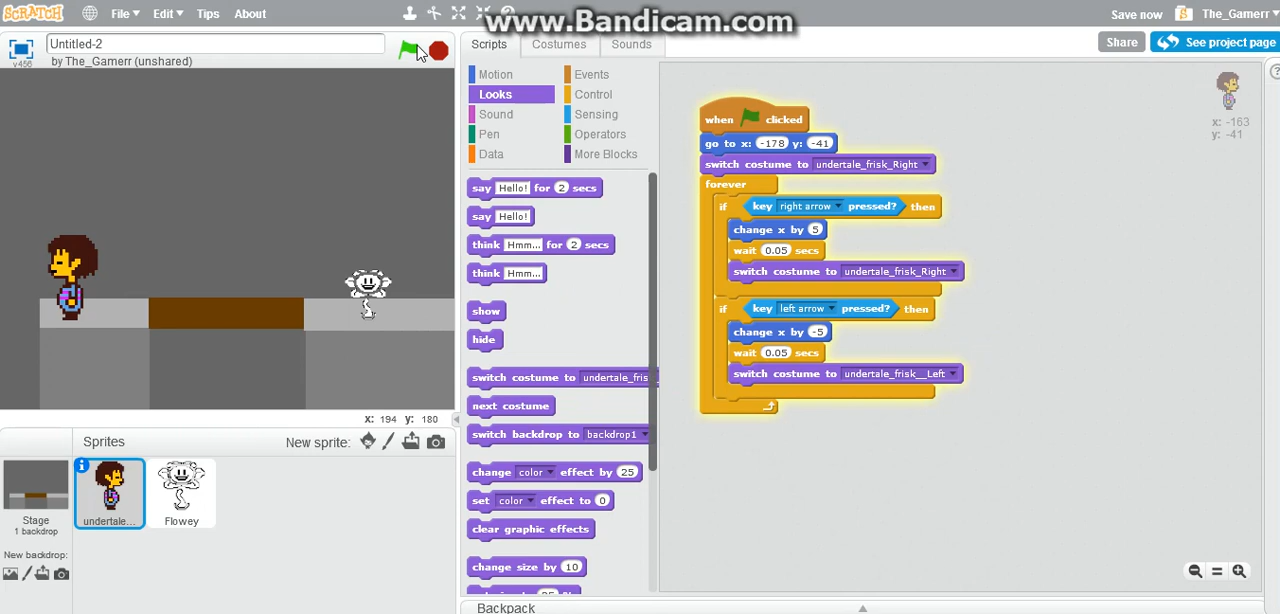 www.Bandicam.com
SCRATCH File Edit Tips About Save now The_Gamerr
Untitled-2
by The_Gamerr (unshared)
v456
Scripts Costumes Sounds
Share See project page
Motion Events
Looks Control
Sound Sensing
Pen Operators
Data More Blocks
say Hello! for 2 secs
say Hello!
think Hmm... for 2 secs
think Hmm...
show
hide
switch costume to undertale_fris
next costume
switch backdrop to backdrop1
change color effect by 25
set color effect to 0
clear graphic effects
change size by 10
when clicked
go to x: -178 y: -41
switch costume to undertale_frisk_Right
forever
if key right arrow pressed? then
change x by 5
wait 0.05 secs
switch costume to undertale_frisk_Right
if key left arrow pressed? then
change x by -5
wait 0.05 secs
switch costume to undertale_frisk__Left
x: -163
y: -41
x: 194 y: 180
Sprites New sprite:
Stage
1 backdrop
New backdrop:
undertale...
Flowey
Backpack